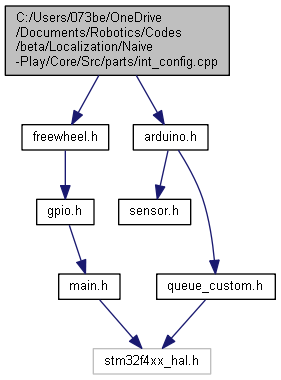 C:/Users/073be/OneDrive
/Documents/Robotics/Codes
/beta/Localization/Naive
-Play/Core/Src/parts/int_config.cpp
freewheel.h
arduino.h
gpio.h
sensor.h
main.h
queue_custom.h
stm32f4xx_hal.h